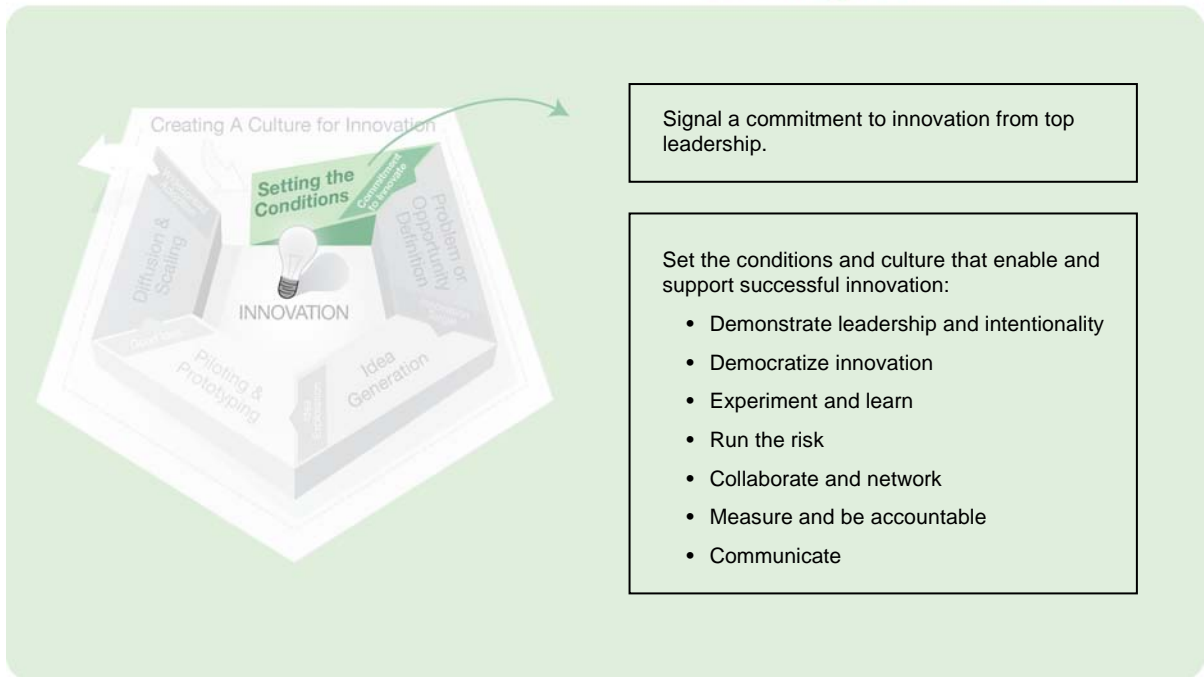 Creating A Culture for Innovation
Setting the
Conditions
Commitment
to Innovate
Problem or
Opportunity
Definition
Idea
Generation
Piloting &
Prototyping
Diffusion &
Scaling
INNOVATION
Signal a commitment to innovation from top
leadership.
Set the conditions and culture that enable and
support successful innovation:
• Demonstrate leadership and intentionality
• Democratize innovation
• Experiment and learn
• Run the risk
• Collaborate and network
• Measure and be accountable
• Communicate